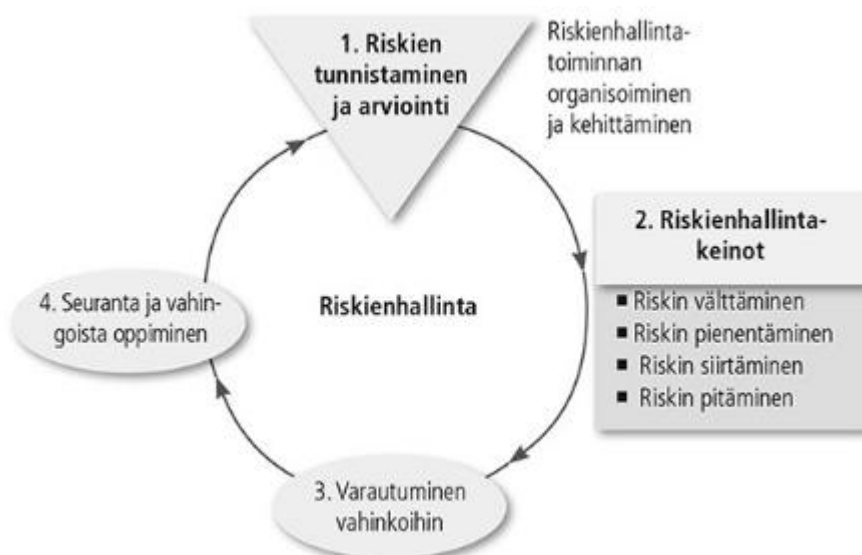 1. Riskien
tunnistaminen
ja arviointi
Riskienhallinta-
toiminnan
organisoiminen
ja kehittäminen
2. Riskienhallinta-
keinot
■ Riskin välttäminen
■ Riskin pienentäminen
■ Riskin siirtäminen
■ Riskin pitäminen
Riskienhallinta
4. Seuranta ja vahin-
goista oppiminen
3. Varautuminen
vahinkoihin